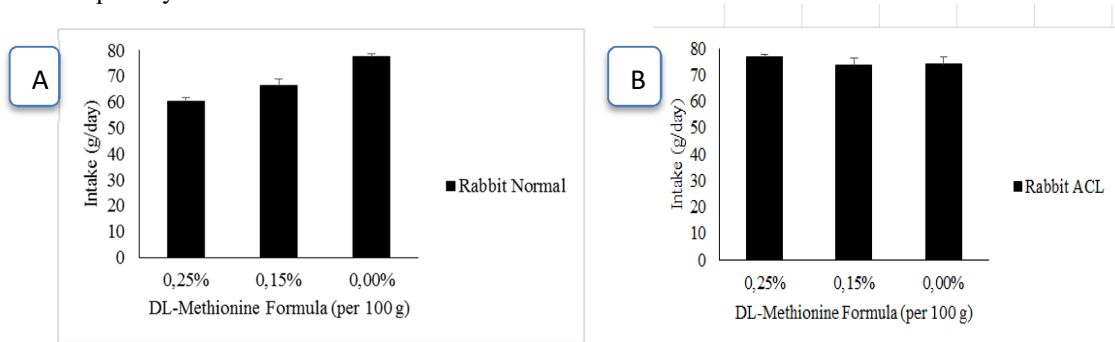 A
80
70
60
50
40
30
20
10
0
Intake (g/day)
0,25% 0,15% 0,00%
DL-Methionine Formula (per 100 g)
Rabbit Normal
B
80
70
60
50
40
30
20
10
0
Intake (g/day)
0,25% 0,15% 0,00%
DL-Methionine Formula (per 100 g)
Rabbit ACL